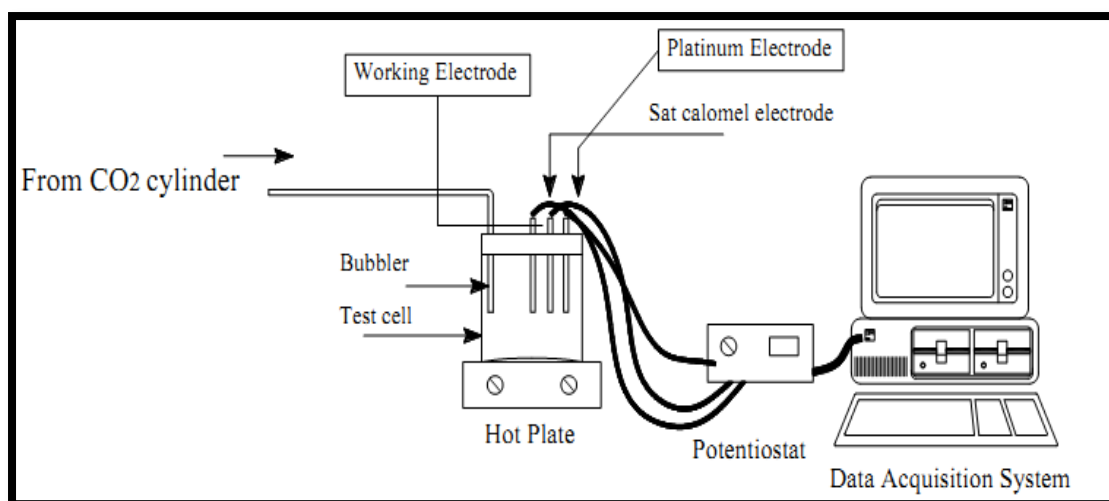 Platinum Electrode
Working Electrode
Sat calomel electrode
From CO2 cylinder
Bubbler
Test cell
Hot Plate
Potentiostat
Data Acquisition System